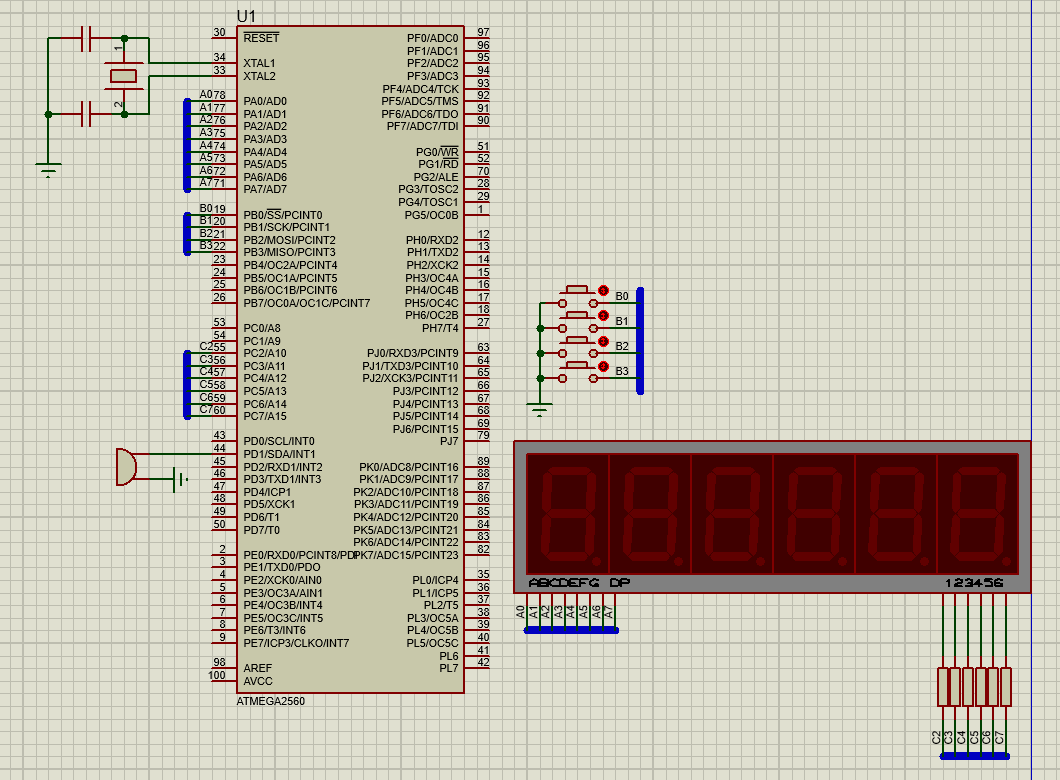 U1
30 RESET
34 XTAL1
33 XTAL2
1
2
A0 78 PA0/AD0
A1 77 PA1/AD1
A2 76 PA2/AD2
A3 75 PA3/AD3
A4 74 PA4/AD4
A5 73 PA5/AD5
A6 72 PA6/AD6
A7 71 PA7/AD7
B0 19 PB0/SS/PCINT0
B1 20 PB1/SCK/PCINT1
B2 21 PB2/MOSI/PCINT2
B3 22 PB3/MISO/PCINT3
23 PB4/OC2A/PCINT4
24 PB5/OC1A/PCINT5
25 PB6/OC1B/PCINT6
26 PB7/OC0A/OC1C/PCINT7
53 PC0/A8
54 PC1/A9
C2 55 PC2/A10
C3 56 PC3/A11
C4 57 PC4/A12
C5 58 PC5/A13
C6 59 PC6/A14
C7 60 PC7/A15
43 PD0/SCL/INT0
44 PD1/SDA/INT1
45 PD2/RXD1/INT2
46 PD3/TXD1/INT3
47 PD4/ICP1
48 PD5/XCK1
49 PD6/T1
50 PD7/T0
2 PE0/RXD0/PCINT8/PDI
3 PE1/TXD0/PDO
4 PE2/XCK0/AIN0
5 PE3/OC3A/AIN1
6 PE4/OC3B/INT4
7 PE5/OC3C/INT5
8 PE6/T3/INT6
9 PE7/ICP3/CLKO/INT7
98 AREF
100 AVCC
ATMEGA2560
PF0/ADC0 97
PF1/ADC1 96
PF2/ADC2 95
PF3/ADC3 94
PF4/ADC4/TCK 93
PF5/ADC5/TMS 92
PF6/ADC6/TDO 91
PF7/ADC7/TDI 90
PG0/WR 51
PG1/RD 52
PG2/ALE 70
PG3/TOSC2 28
PG4/TOSC1 29
PG5/OC0B 1
PH0/RXD2 12
PH1/TXD2 13
PH2/XCK2 14
PH3/OC4A 15
PH4/OC4B 16
PH5/OC4C 17
PH6/OC2B 18
PH7/T4 27
PJ0/RXD3/PCINT9 63
PJ1/TXD3/PCINT10 64
PJ2/XCK3/PCINT11 65
PJ3/PCINT12 66
PJ4/PCINT13 67
PJ5/PCINT14 68
PJ6/PCINT15 69
PJ7 79
PK0/ADC8/PCINT16 89
PK1/ADC9/PCINT17 88
PK2/ADC10/PCINT18 87
PK3/ADC11/PCINT19 86
PK4/ADC12/PCINT20 85
PK5/ADC13/PCINT21 84
PK6/ADC14/PCINT22 83
PK7/ADC15/PCINT23 82
PL0/ICP4 35
PL1/ICP5 36
PL2/T5 37
PL3/OC5A 38
PL4/OC5B 39
PL5/OC5C 40
PL6 41
PL7 42
B0
B1
B2
B3
ABCDEFG DP
123456
A0 A1 A2 A3 A4 A5 A6 A7
C2 C3 C4 C5 C6 C7